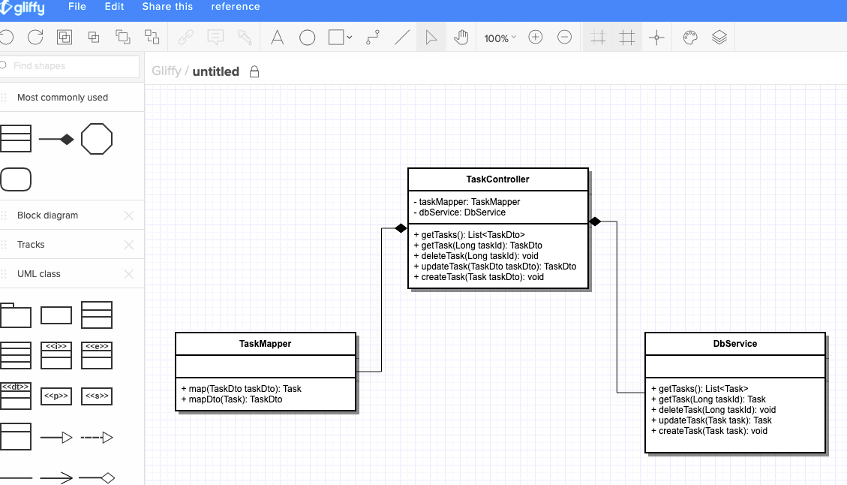 gliffy File Edit Share this reference
100%
Find shapes
Gliffy / untitled
Most commonly used
Block diagram
Tracks
UML class
<<i>> <<e>>
<<dt>> <<p>> <<s>>
TaskController
- taskMapper: TaskMapper
- dbService: DbService
+ getTasks(): List<TaskDto>
+ getTask(Long taskId): TaskDto
+ deleteTask(Long taskId): void
+ updateTask(TaskDto taskDto): TaskDto
+ createTask(Task taskDto): void
TaskMapper
+ map(TaskDto taskDto): Task
+ mapDto(Task): TaskDto
DbService
+ getTasks(): List<Task>
+ getTask(Long taskId): Task
+ deleteTask(Long taskId): void
+ updateTask(Task task): Task
+ createTask(Task task): void